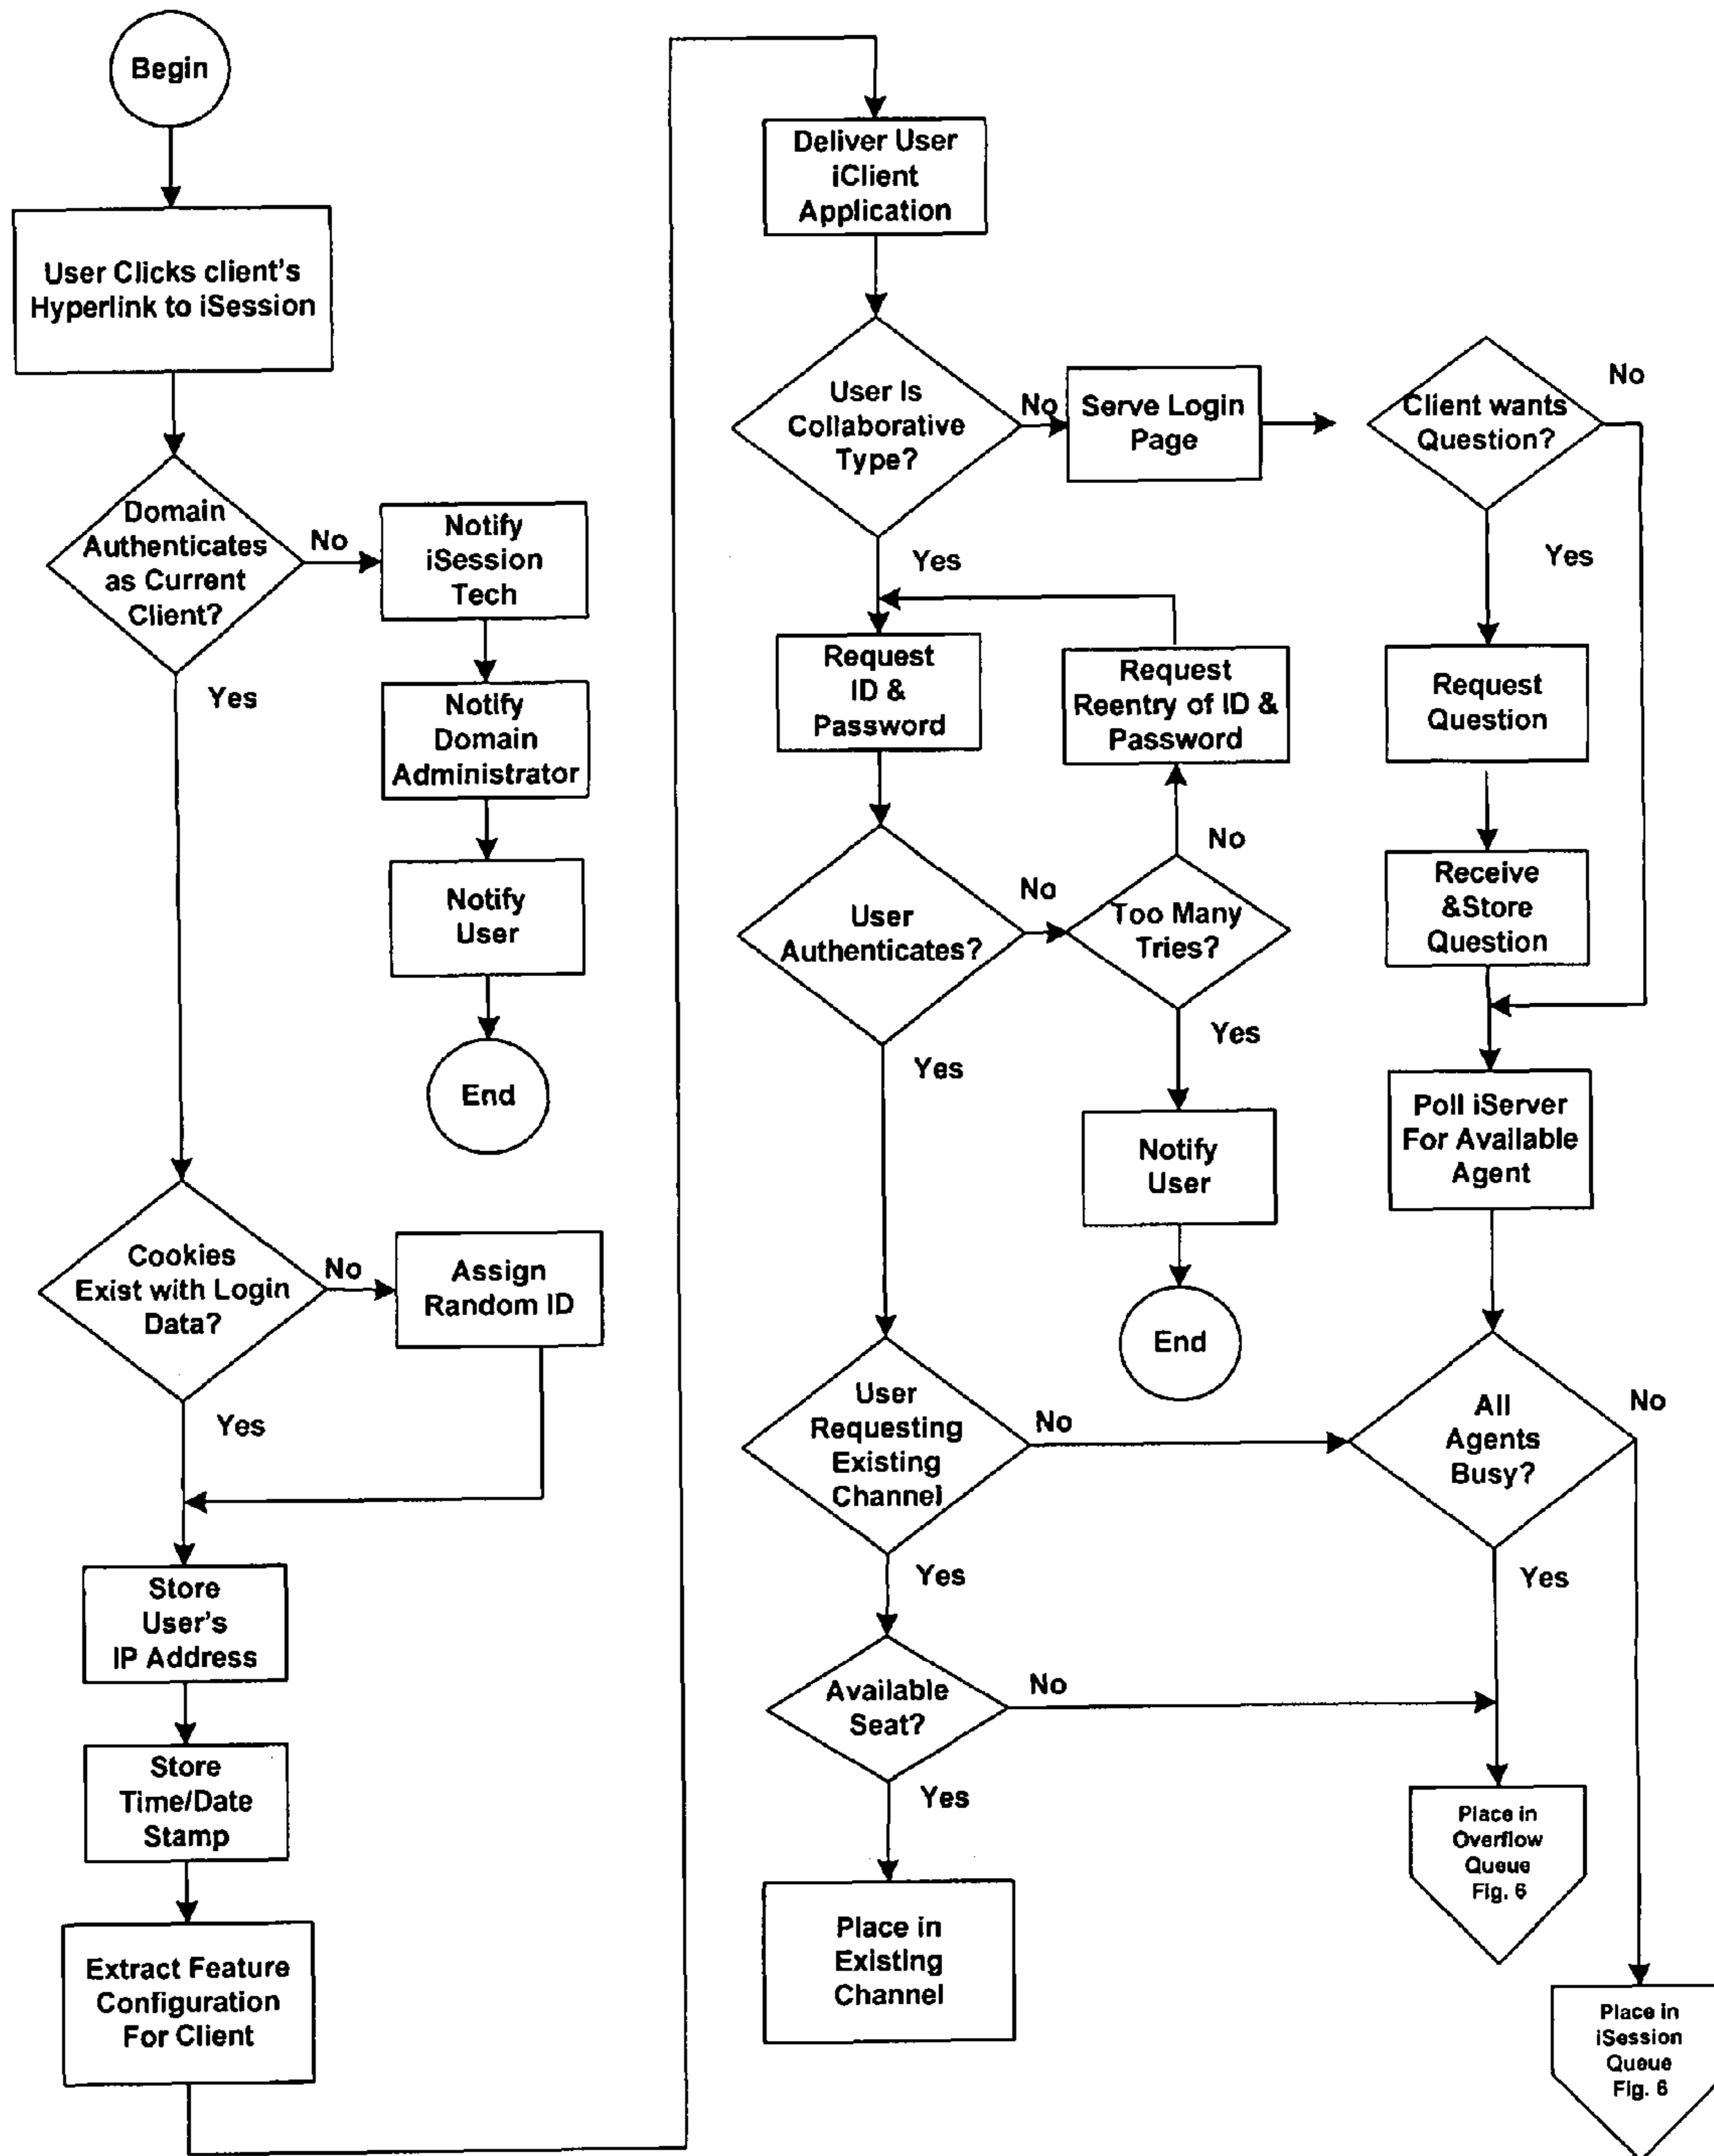 Begin
User Clicks client's
Hyperlink to iSession
Domain
Authenticates
as Current
Client?
No
Notify
iSession
Tech
Yes
Notify
Domain
Administrator
Notify
User
End
Cookies
Exist with Login
Data?
No
Assign
Random ID
Yes
Store
User's
IP Address
Store
Time/Date
Stamp
Extract Feature
Configuration
For Client
Deliver User
iClient
Application
User Is
Collaborative
Type?
No
Serve Login
Page
Client wants
Question?
No
Yes
Yes
Request
ID &
Password
Request
Reentry of ID &
Password
Request
Question
No
User
Authenticates?
No
Too Many
Tries?
Receive
&Store
Question
Yes
Yes
Notify
User
End
Poll iServer
For Available
Agent
User
Requesting
Existing
Channel
No
All
Agents
Busy?
No
Yes
Yes
Available
Seat?
No
Yes
Place in
Existing
Channel
Place in
Overflow
Queue
Fig. 6
Place in
iSession
Queue
Fig. 6